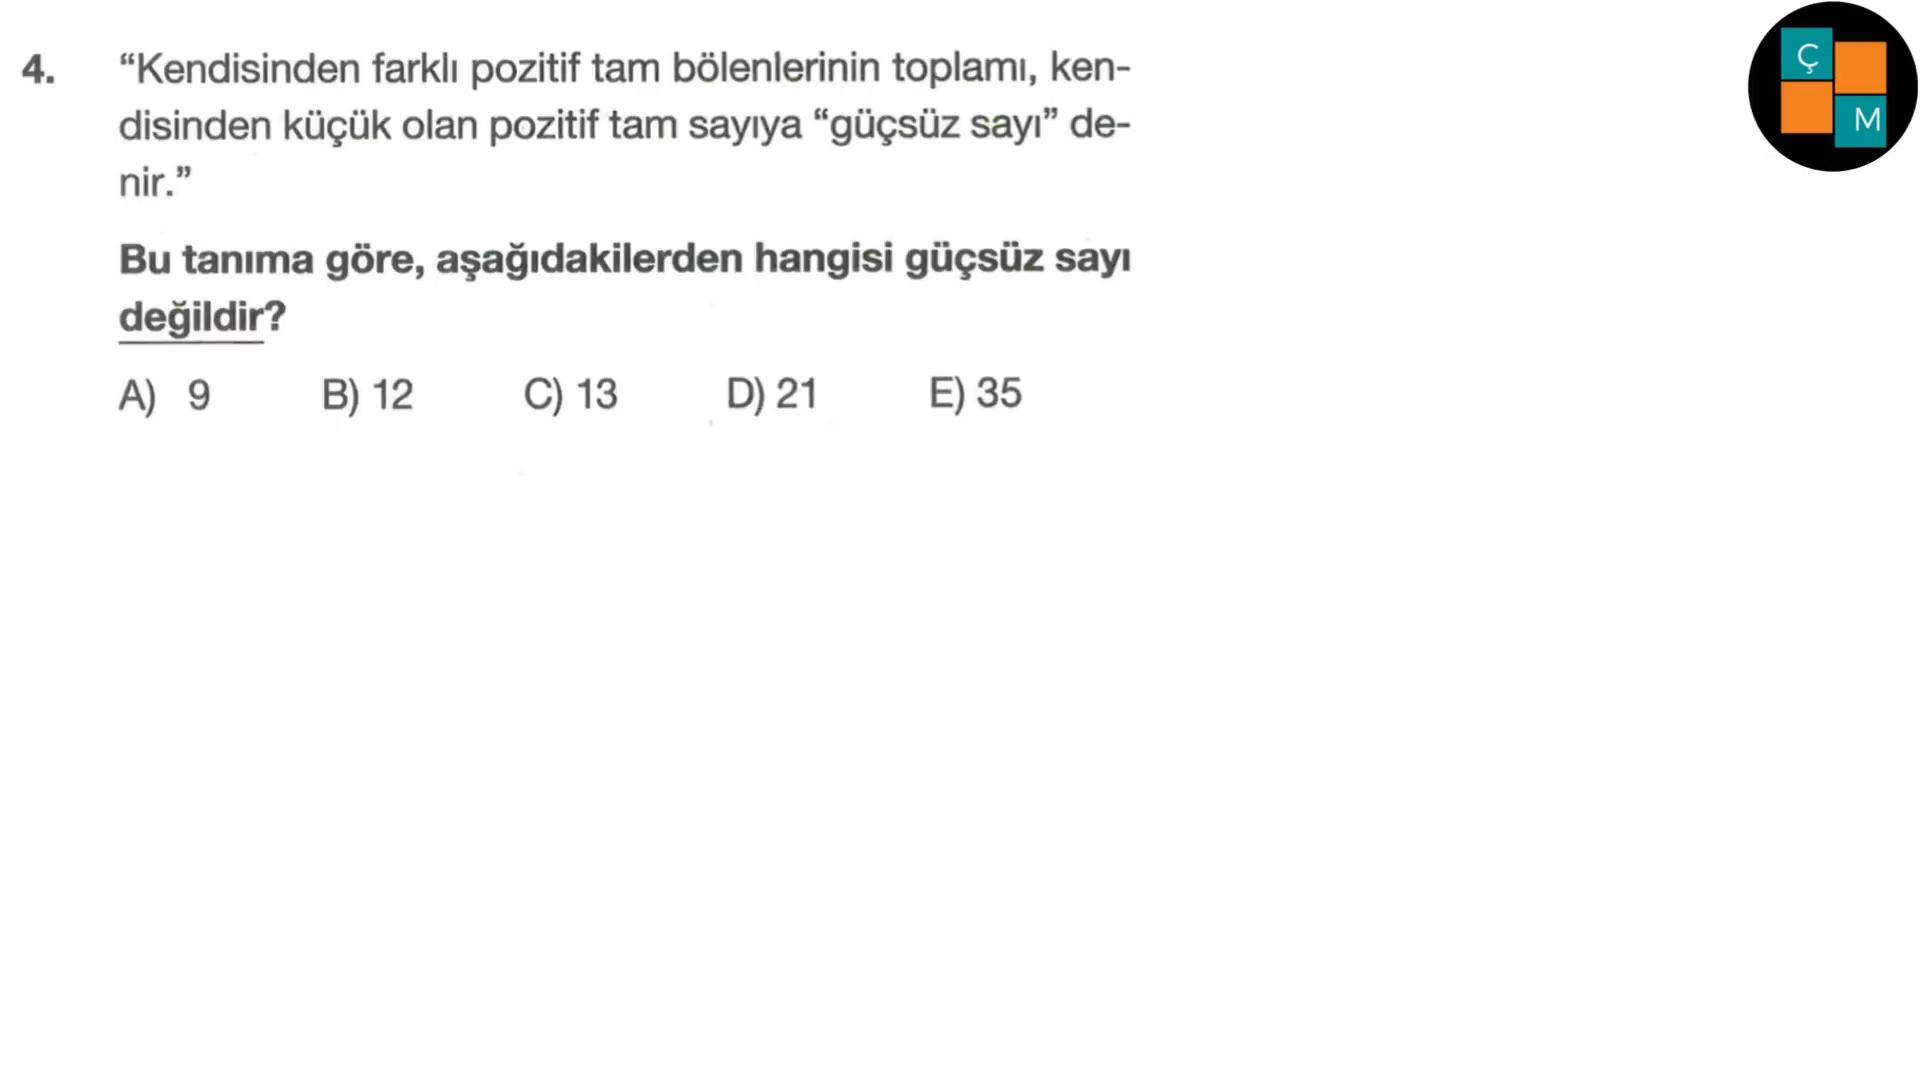 4. “Kendisinden farklı pozitif tam bölenlerinin toplamı, ken-
disinden küçük olan pozitif tam sayıya “güçsüz sayı” de-
nir.”
Bu tanıma göre, aşağıdakilerden hangisi güçsüz sayı
değildir?
A) 9 B) 12 C) 13 D) 21 E) 35
Ç
M